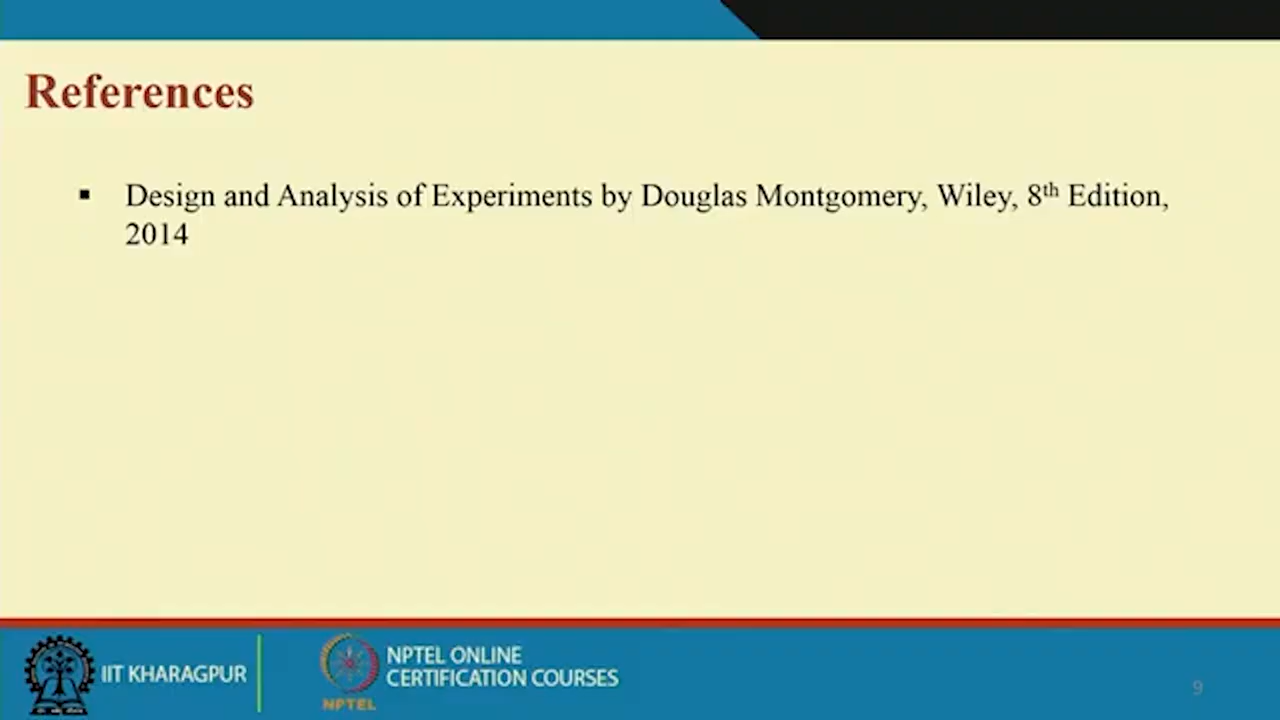 References
▪ Design and Analysis of Experiments by Douglas Montgomery, Wiley, 8th Edition,
2014
IIT KHARAGPUR
NPTEL ONLINE
CERTIFICATION COURSES
NPTEL
9